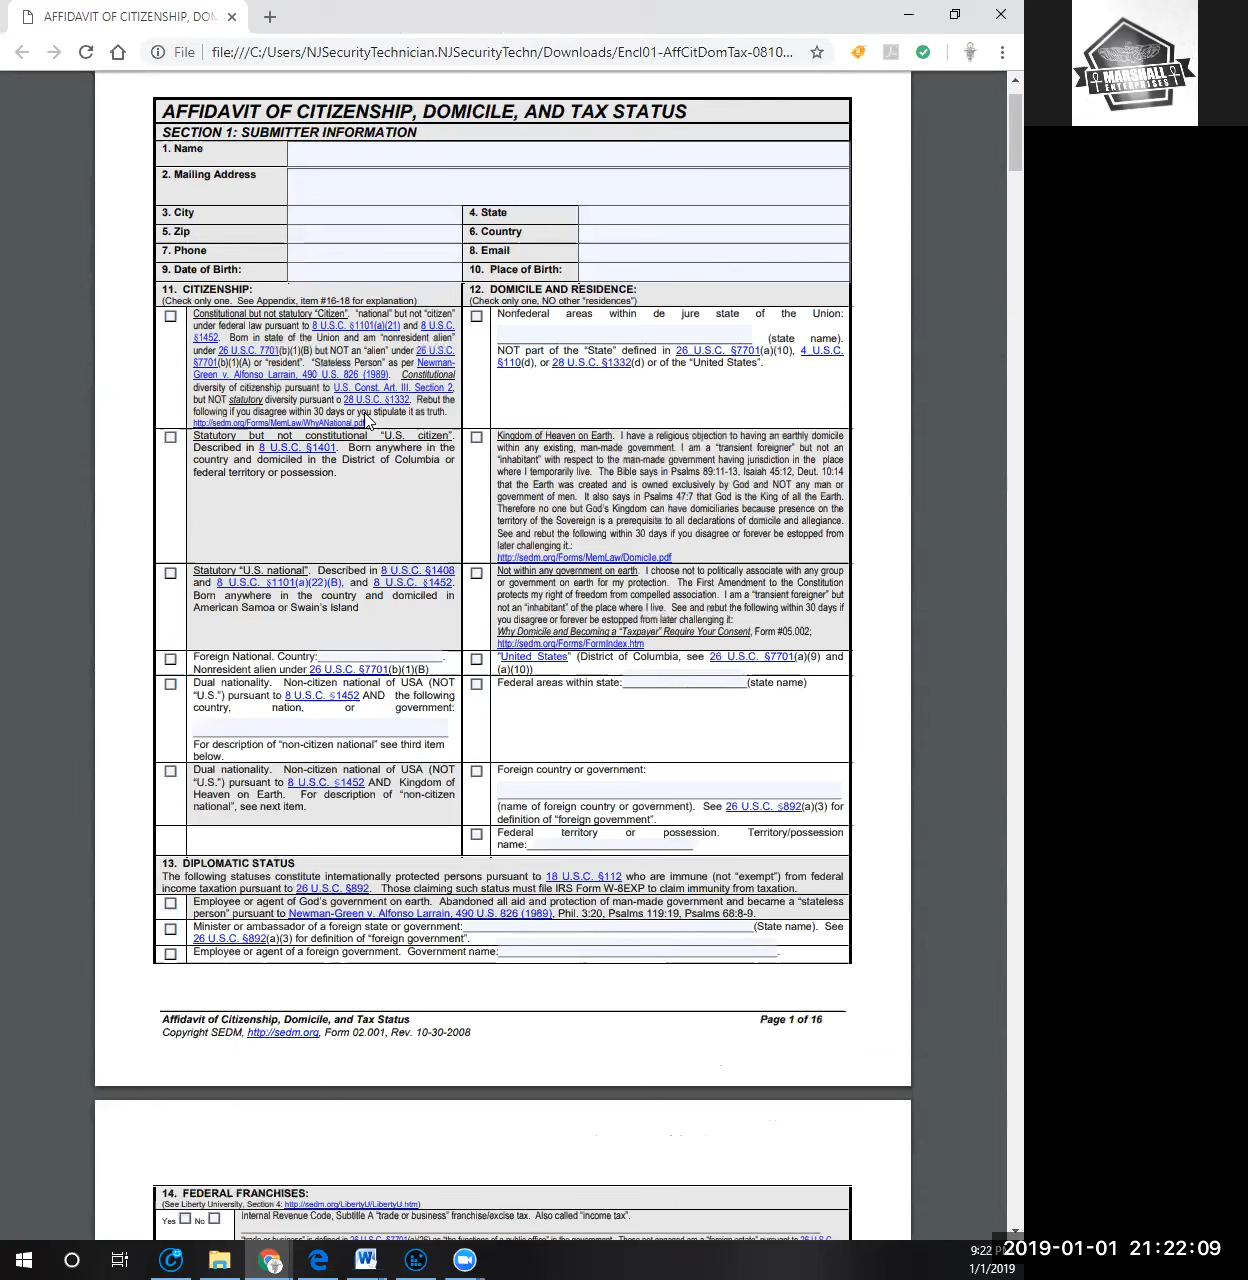 AFFIDAVIT OF CITIZENSHIP, DOM
File
file:///C:/Users/NJSecurityTechnician.NJSecurityTechn/Downloads/Encl01-AffCitDomTax-0810...
MARSHALL
ENTERPRISES
AFFIDAVIT OF CITIZENSHIP, DOMICILE, AND TAX STATUS
SECTION 1: SUBMITTER INFORMATION
1. Name
2. Mailing Address
3. City
4. State
5. Zip
6. Country
7. Phone
8. Email
9. Date of Birth:
10. Place of Birth:
11. CITIZENSHIP:
(Check only one. See Appendix, item #16-18 for explanation)
12. DOMICILE AND RESIDENCE:
(Check only one, NO other “residences”)
Constitutional but not statutory “Citizen”. “national” but not “citizen”
under federal law pursuant to 8 U.S.C. §1101(a)(21) and 8 U.S.C.
§1452. Born in state of the Union and am “nonresident alien”
under 26 U.S.C. 7701(b)(1)(B) but NOT an “alien” under 26 U.S.C.
§7701(b)(1)(A) or “resident”. “Stateless Person” as per Newman-
Green v. Alfonso Larrain, 490 U.S. 826 (1989). Constitutional
diversity of citizenship pursuant to U.S. Const. Art. III. Section 2,
but NOT statutory diversity pursuant o 28 U.S.C. §1332. Rebut the
following if you disagree within 30 days or you stipulate it as truth.
http://sedm.org/Forms/MemLaw/WhyANational.pdf
Nonfederal areas within de jure state of the Union:
(state name).
NOT part of the “State” defined in 26 U.S.C. §7701(a)(10), 4 U.S.C.
§110(d), or 28 U.S.C. §1332(d) or of the “United States”.
Statutory but not constitutional “U.S. citizen”.
Described in 8 U.S.C. §1401. Born anywhere in the
country and domiciled in the District of Columbia or
federal territory or possession.
Kingdom of Heaven on Earth. I have a religious objection to having an earthly domicile
within any existing, man-made government. I am a “transient foreigner” but not an
“inhabitant” with respect to the man-made government having jurisdiction in the place
where I temporarily live. The Bible says in Psalms 89:11-13, Isaiah 45:12, Deut. 10:14
that the Earth was created and is owned exclusively by God and NOT any man or
government of men. It also says in Psalms 47:7 that God is the King of all the Earth.
Therefore no one but God’s Kingdom can have domiciliaries because presence on the
territory of the Sovereign is a prerequisite to all declarations of domicile and allegiance.
See and rebut the following within 30 days if you disagree or forever be estopped from
later challenging it.:
http://sedm.org/Forms/MemLaw/Domicile.pdf
Statutory “U.S. national”. Described in 8 U.S.C. §1408
and 8 U.S.C. §1101(a)(22)(B), and 8 U.S.C. §1452.
Born anywhere in the country and domiciled in
American Samoa or Swain’s Island
Not within any government on earth. I choose not to politically associate with any group
or government on earth for my protection. The First Amendment to the Constitution
protects my right of freedom from compelled association. I am a “transient foreigner” but
not an “inhabitant” of the place where I live. See and rebut the following within 30 days if
you disagree or forever be estopped from later challenging it:
Why Domicile and Becoming a “Taxpayer” Require Your Consent, Form #05.002;
http://sedm.org/Forms/FormIndex.htm
Foreign National. Country:
Nonresident alien under 26 U.S.C. §7701(b)(1)(B)
“United States” (District of Columbia, see 26 U.S.C. §7701(a)(9) and
(a)(10))
Dual nationality. Non-citizen national of USA (NOT
“U.S.”) pursuant to 8 U.S.C. §1452 AND the following
country, nation, or government:
For description of “non-citizen national” see third item
below.
Federal areas within state: (state name)
Dual nationality. Non-citizen national of USA (NOT
“U.S.”) pursuant to 8 U.S.C. §1452 AND Kingdom of
Heaven on Earth. For description of “non-citizen
national”, see next item.
Foreign country or government:
(name of foreign country or government). See 26 U.S.C. §892(a)(3) for
definition of “foreign government”.
Federal territory or possession. Territory/possession
name:
13. DIPLOMATIC STATUS
The following statuses constitute internationally protected persons pursuant to 18 U.S.C. §112 who are immune (not “exempt”) from federal
income taxation pursuant to 26 U.S.C. §892. Those claiming such status must file IRS Form W-8EXP to claim immunity from taxation.
Employee or agent of God’s government on earth. Abandoned all aid and protection of man-made government and became a “stateless
person” pursuant to Newman-Green v. Alfonso Larrain, 490 U.S. 826 (1989), Phil. 3:20, Psalms 119:19, Psalms 68:8-9.
Minister or ambassador of a foreign state or government: (State name). See
26 U.S.C. §892(a)(3) for definition of “foreign government”.
Employee or agent of a foreign government. Government name: .
Affidavit of Citizenship, Domicile, and Tax Status
Page 1 of 16
Copyright SEDM, http://sedm.org, Form 02.001, Rev. 10-30-2008
14. FEDERAL FRANCHISES:
(See Liberty University, Section 4: http://sedm.org/LibertyU/LibertyU.htm)
Yes No
Internal Revenue Code, Subtitle A “trade or business” franchise/excise tax. Also called “income tax”.
9:22
1/1/2019
2019-01-01 21:22:09